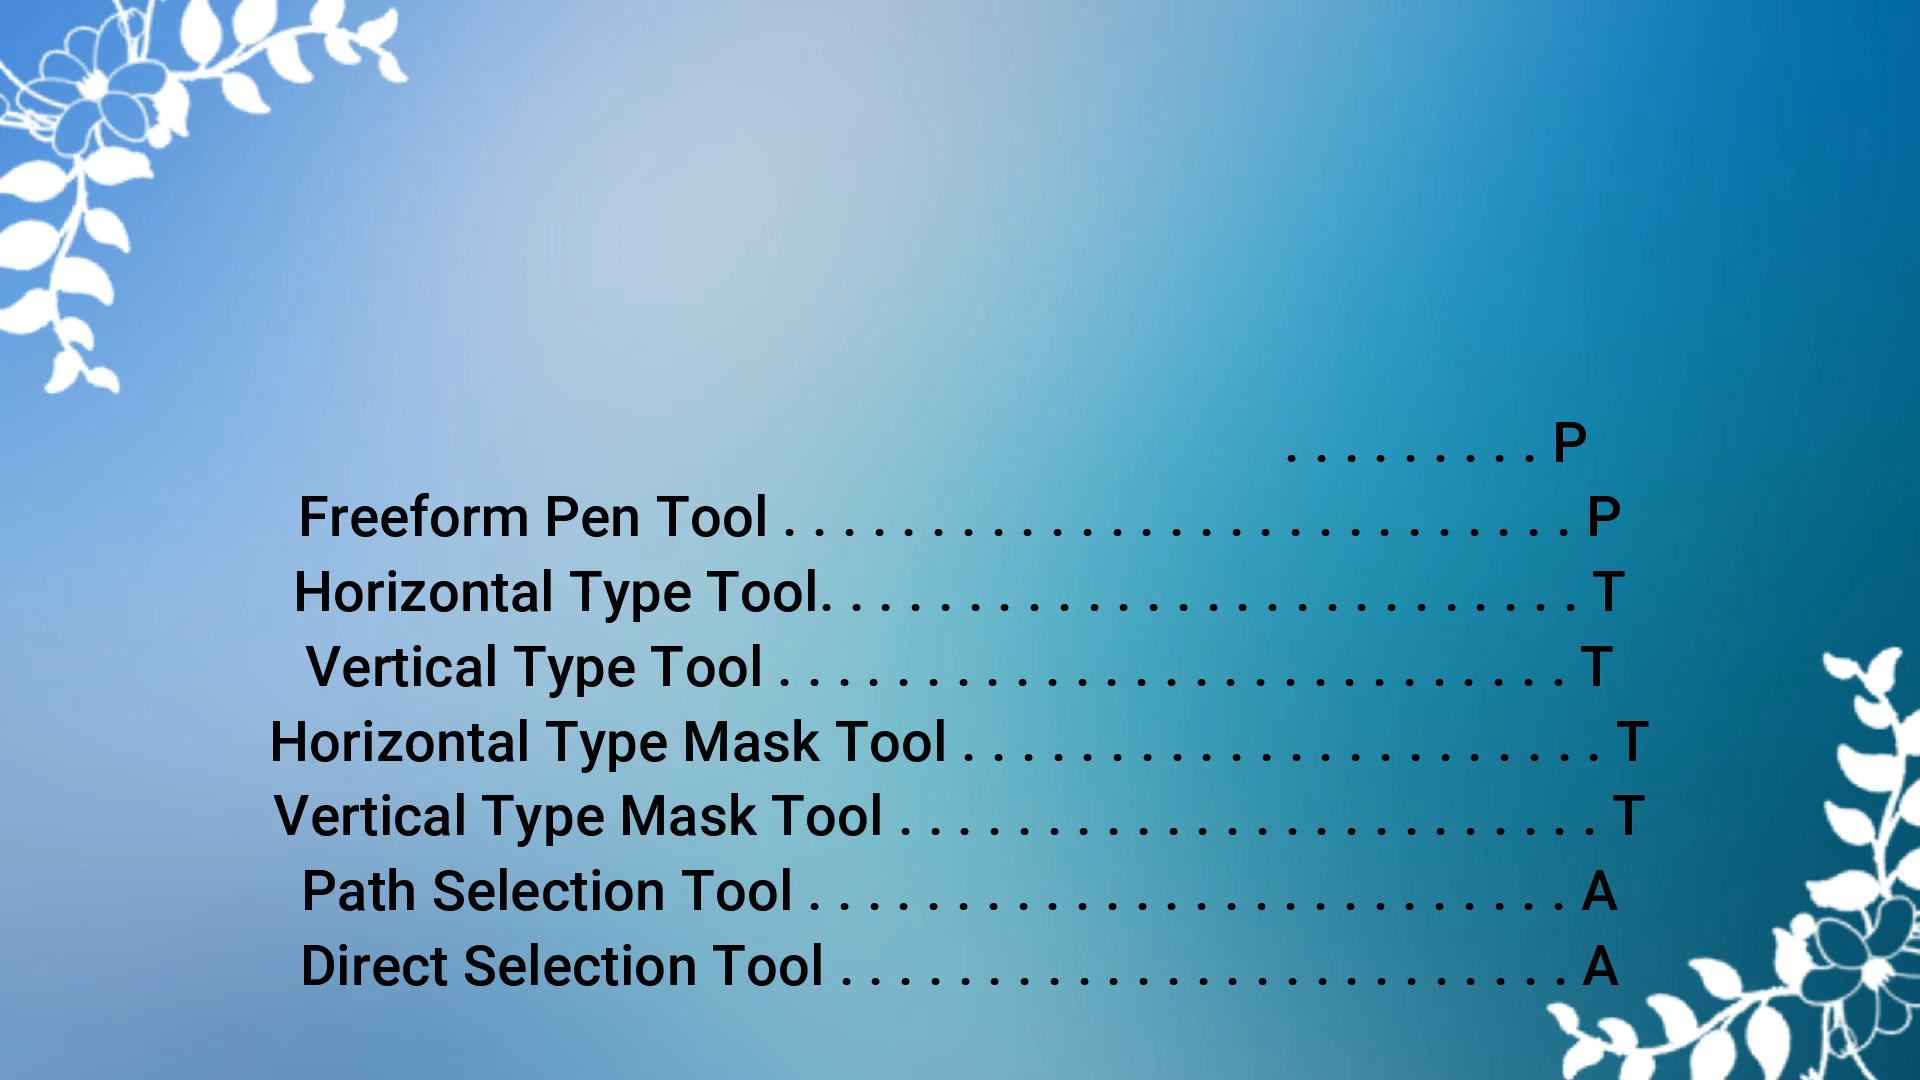 . . . . . . . . . P
Freeform Pen Tool . . . . . . . . . . . . . . . . . . . . . . . . . . . P
Horizontal Type Tool. . . . . . . . . . . . . . . . . . . . . . . . . . T
Vertical Type Tool . . . . . . . . . . . . . . . . . . . . . . . . . . . T
Horizontal Type Mask Tool . . . . . . . . . . . . . . . . . . . . . . T
Vertical Type Mask Tool . . . . . . . . . . . . . . . . . . . . . . . . T
Path Selection Tool . . . . . . . . . . . . . . . . . . . . . . . . . . A
Direct Selection Tool . . . . . . . . . . . . . . . . . . . . . . . . . A